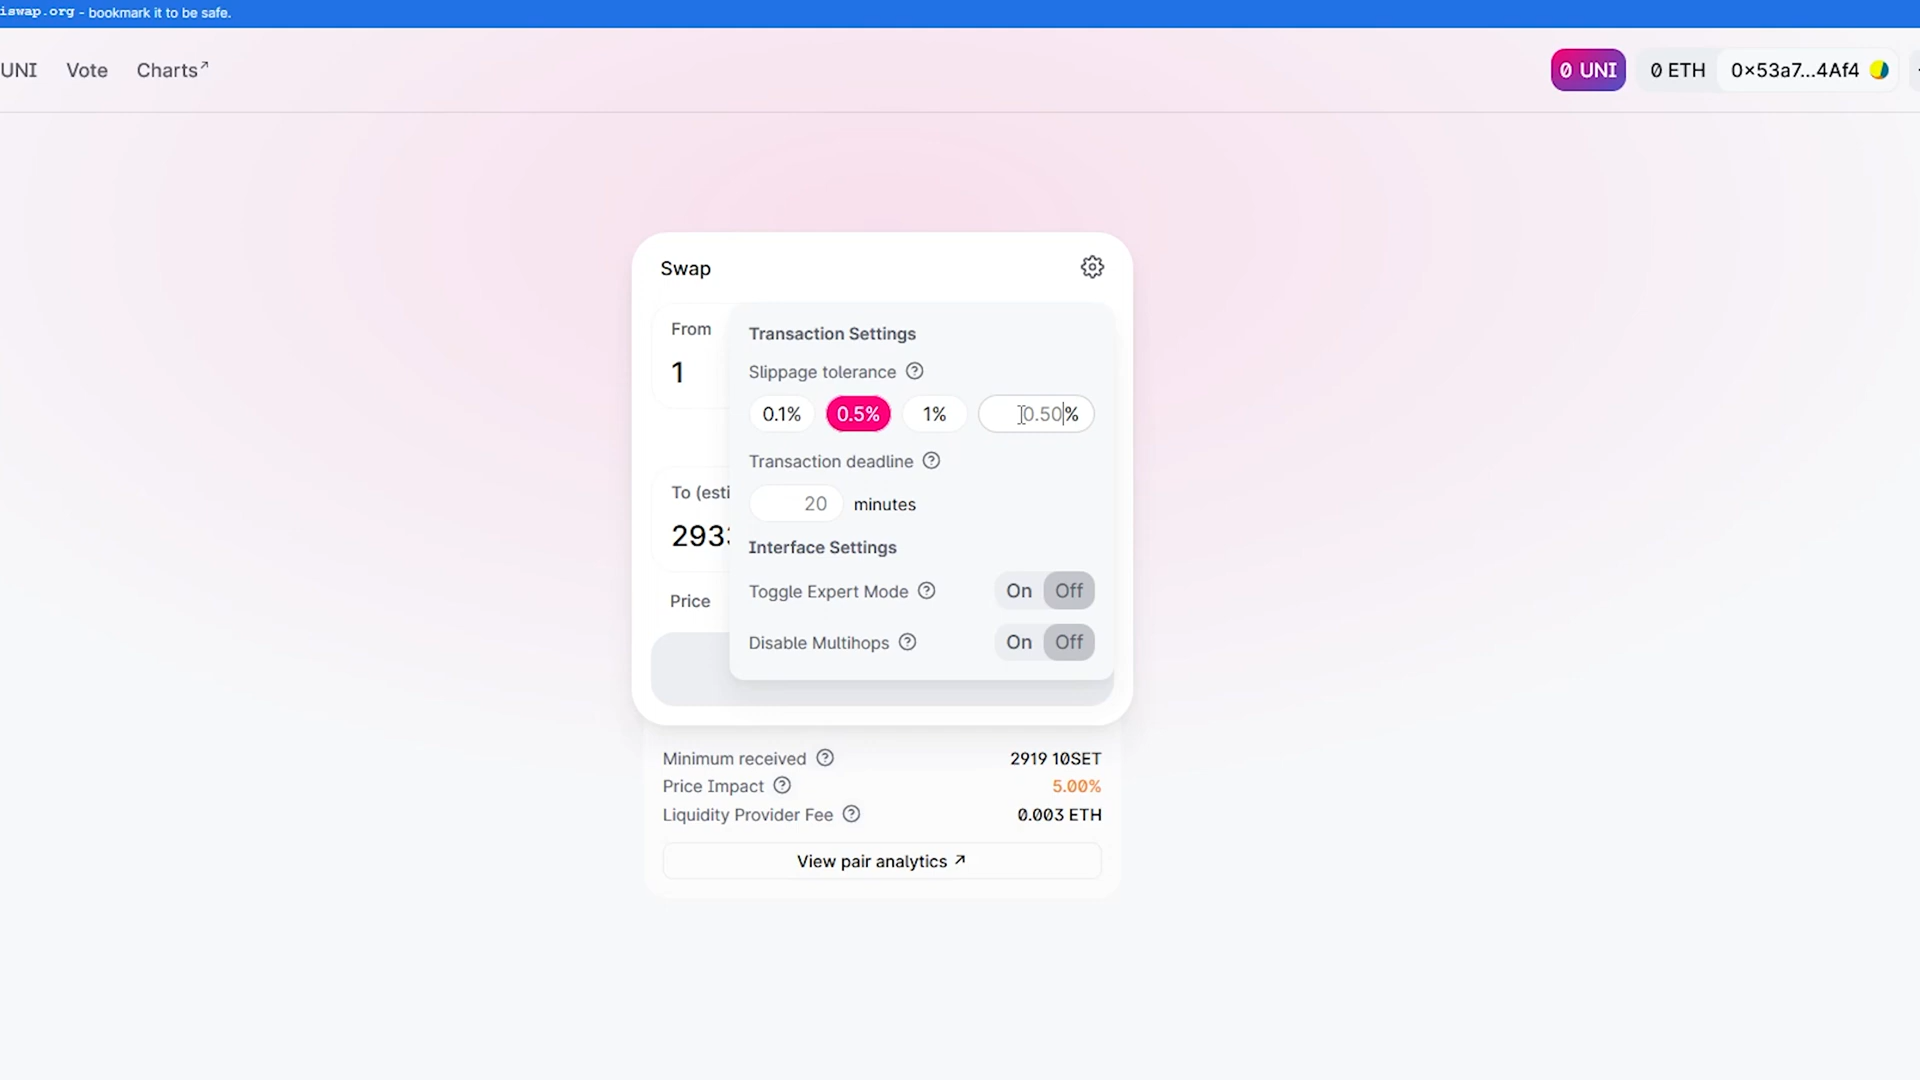 iswap.org - bookmark it to be safe.
UNI Vote Charts↗ 0 UNI 0 ETH 0x53a7...4Af4
Swap
From
1
Transaction Settings
Slippage tolerance ?
0.1% 0.5% 1% 0.50%
Transaction deadline ?
20 minutes
To (esti
2933
Interface Settings
Toggle Expert Mode ? On Off
Price
Disable Multihops ? On Off
Minimum received ? 2919 10SET
Price Impact ? 5.00%
Liquidity Provider Fee ? 0.003 ETH
View pair analytics ↗